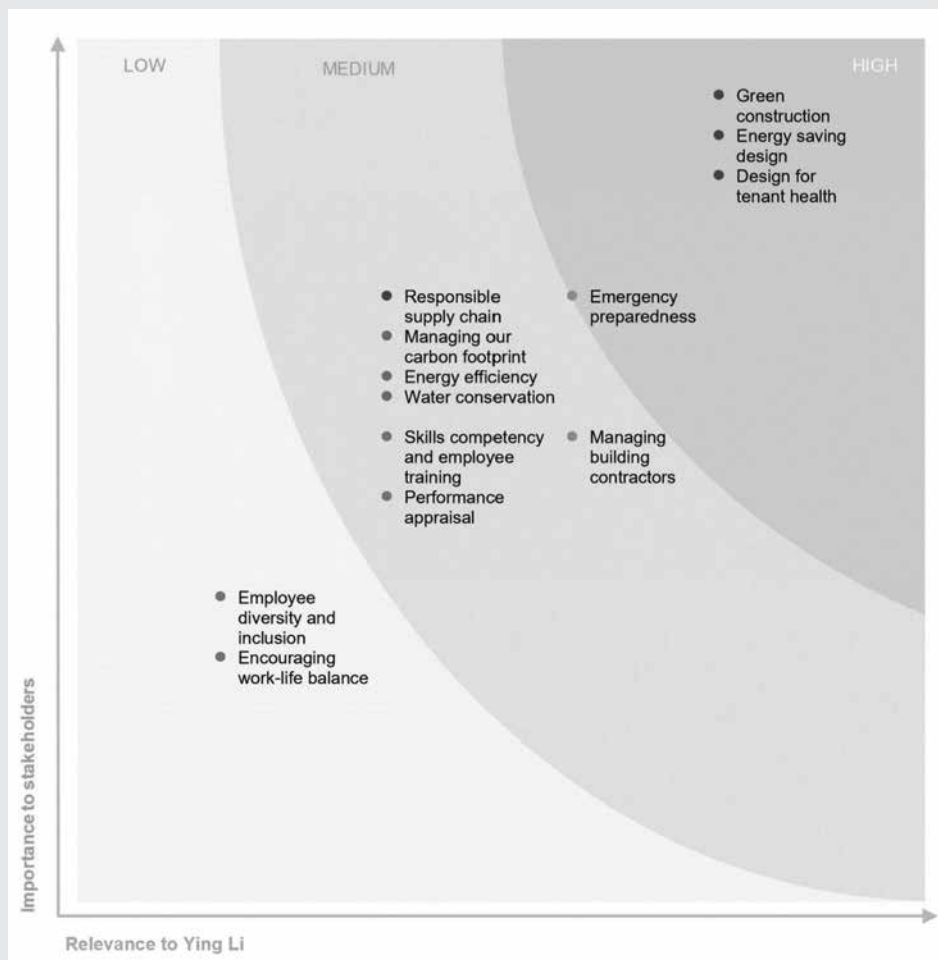 LOW
MEDIUM
HIGH
Green
construction
Energy saving
design
Design for
tenant health
Responsible
supply chain
Managing our
carbon footprint
Energy efficiency
Water conservation
Emergency
preparedness
Skills competency
and employee
training
Performance
appraisal
Managing
building
contractors
Employee
diversity and
inclusion
Encouraging
work-life balance
Importance to stakeholders
Relevance to Ying Li